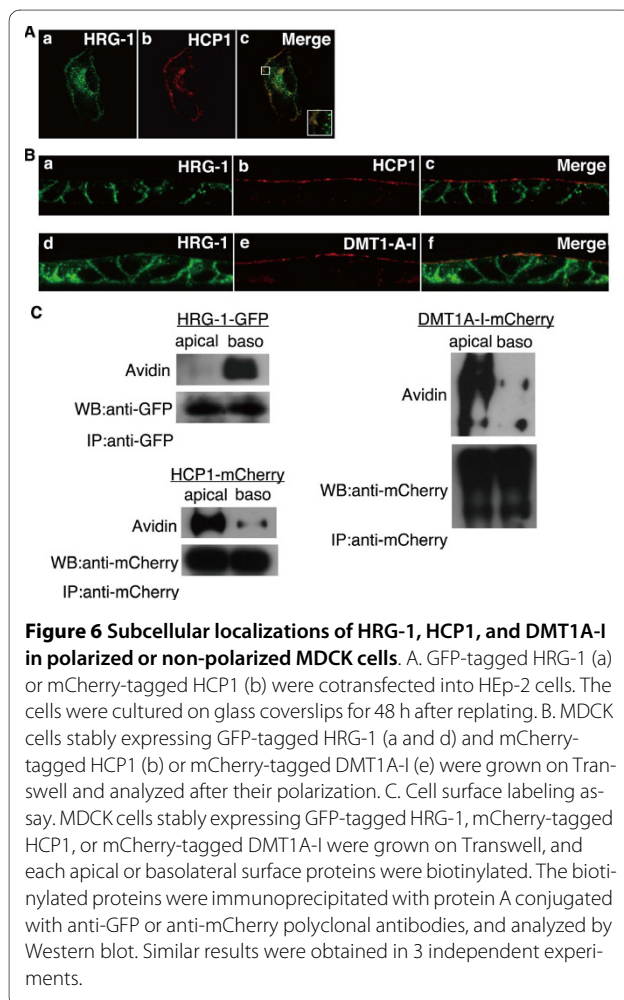 A
a HRG-1 b HCP1 c Merge
B
a HRG-1 b HCP1 c Merge
d HRG-1 e DMT1-A-I f Merge
C
HRG-1-GFP
apical baso
Avidin
WB:anti-GFP
IP:anti-GFP
HCP1-mCherry
apical baso
Avidin
WB:anti-mCherry
IP:anti-mCherry
DMT1A-I-mCherry
apical baso
Avidin
WB:anti-mCherry
IP:anti-mCherry
Figure 6 Subcellular localizations of HRG-1, HCP1, and DMT1A-I
in polarized or non-polarized MDCK cells. A. GFP-tagged HRG-1 (a)
or mCherry-tagged HCP1 (b) were cotransfected into HEp-2 cells. The
cells were cultured on glass coverslips for 48 h after replating. B. MDCK
cells stably expressing GFP-tagged HRG-1 (a and d) and mCherry-
tagged HCP1 (b) or mCherry-tagged DMT1A-I (e) were grown on Tran-
swell and analyzed after their polarization. C. Cell surface labeling as-
say. MDCK cells stably expressing GFP-tagged HRG-1, mCherry-tagged
HCP1, or mCherry-tagged DMT1A-I were grown on Transwell, and
each apical or basolateral surface proteins were biotinylated. The bioti-
nylated proteins were immunoprecipitated with protein A conjugated
with anti-GFP or anti-mCherry polyclonal antibodies, and analyzed by
Western blot. Similar results were obtained in 3 independent experi-
ments.